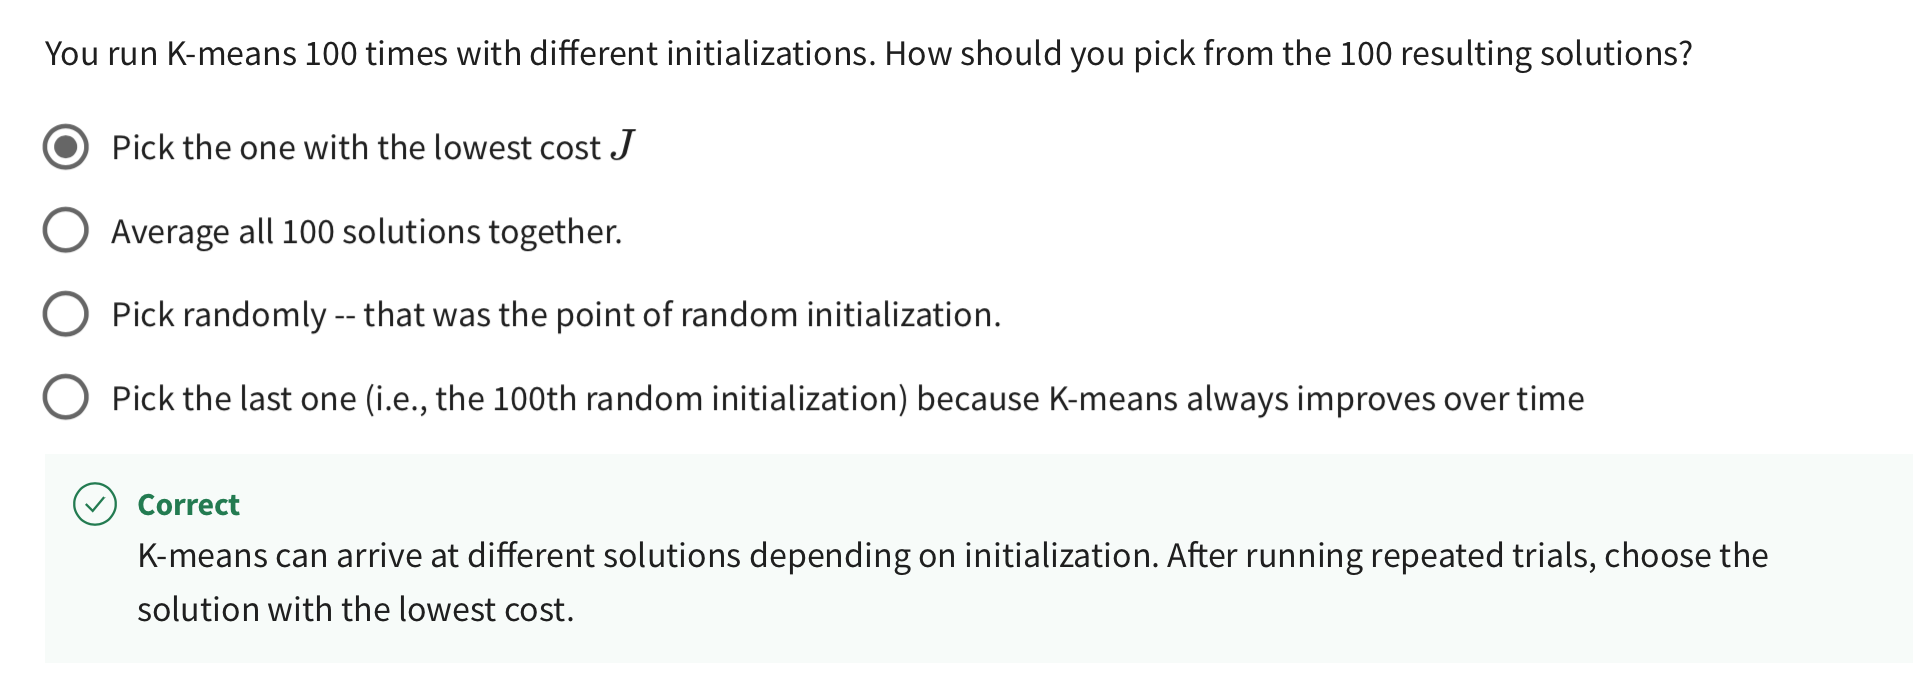 You run K-means 100 times with different initializations. How should you pick from the 100 resulting solutions?
Pick the one with the lowest cost J
Average all 100 solutions together.
Pick randomly -- that was the point of random initialization.
Pick the last one (i.e., the 100th random initialization) because K-means always improves over time
Correct
K-means can arrive at different solutions depending on initialization. After running repeated trials, choose the
solution with the lowest cost.